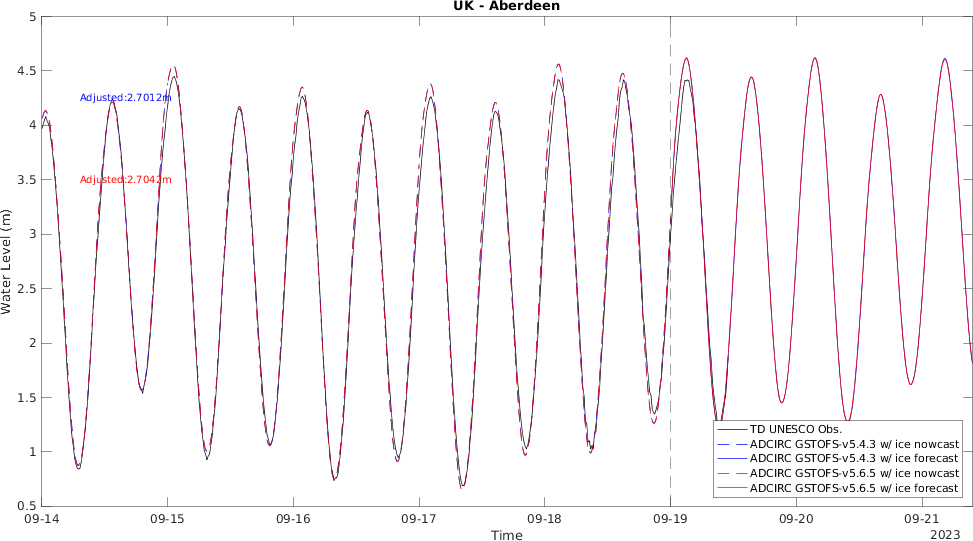 UK - Aberdeen
5
4.5
Adjusted:2.7012m
4
3.5
Adjusted:2.7042m
3
Water Level (m)
2.5
2
1.5
1
0.5
TD UNESCO Obs.
ADCIRC GSTOFS-v5.4.3 w/ ice nowcast
ADCIRC GSTOFS-v5.4.3 w/ ice forecast
ADCIRC GSTOFS-v5.6.5 w/ ice nowcast
ADCIRC GSTOFS-v5.6.5 w/ ice forecast
09-14 09-15 09-16 09-17 09-18 09-19 09-20 09-21
Time 2023